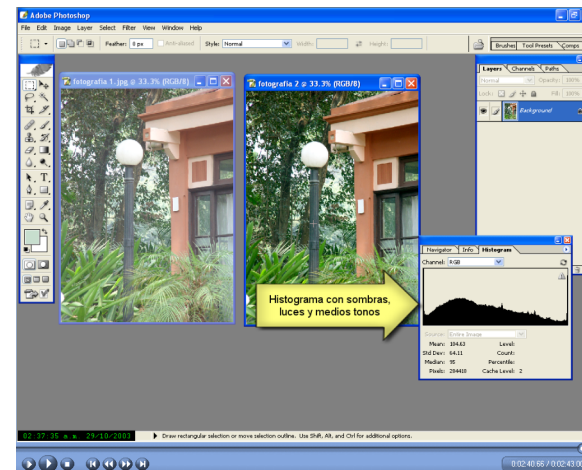 Adobe Photoshop
File Edit Image Layer Select Filter View Window Help
Feather: 0 px Anti-aliased Style: Normal Width: Height:
Brushes Tool Presets Comps
fotografia 1.jpg @ 33.3% (RGB/8)
fotografia 2 @ 33.3% (RGB/8)
Layers Channels Paths
Normal Opacity: 100%
Lock: Fill: 100%
Background
Navigator Info Histogram
Channel: RGB
Histograma con sombras,
luces y medios tonos
Source: Entire Image
Mean: 104.63 Level:
Std Dev: 64.11 Count:
Median: 95 Percentile:
Pixels: 204410 Cache Level: 2
02:37:35 a.m. 29/10/2003
Draw rectangular selection or move selection outline. Use Shift, Alt, and Ctrl for additional options.
0:02:40.66 / 0:02:43.0